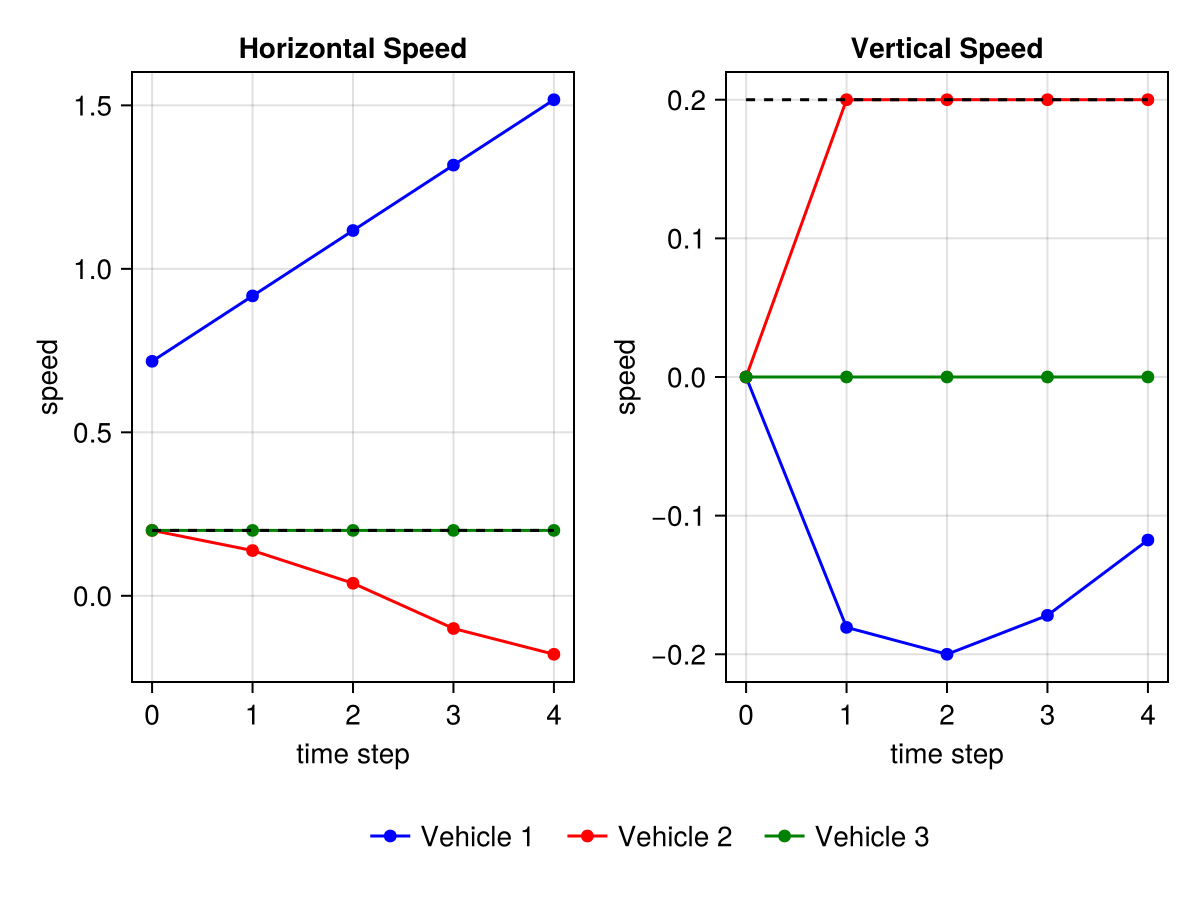 Horizontal Speed
1.5
1.0
0.5
0.0
speed
0 1 2 3 4
time step
Vertical Speed
0.2
0.1
0.0
−0.1
−0.2
speed
0 1 2 3 4
time step
Vehicle 1 Vehicle 2 Vehicle 3